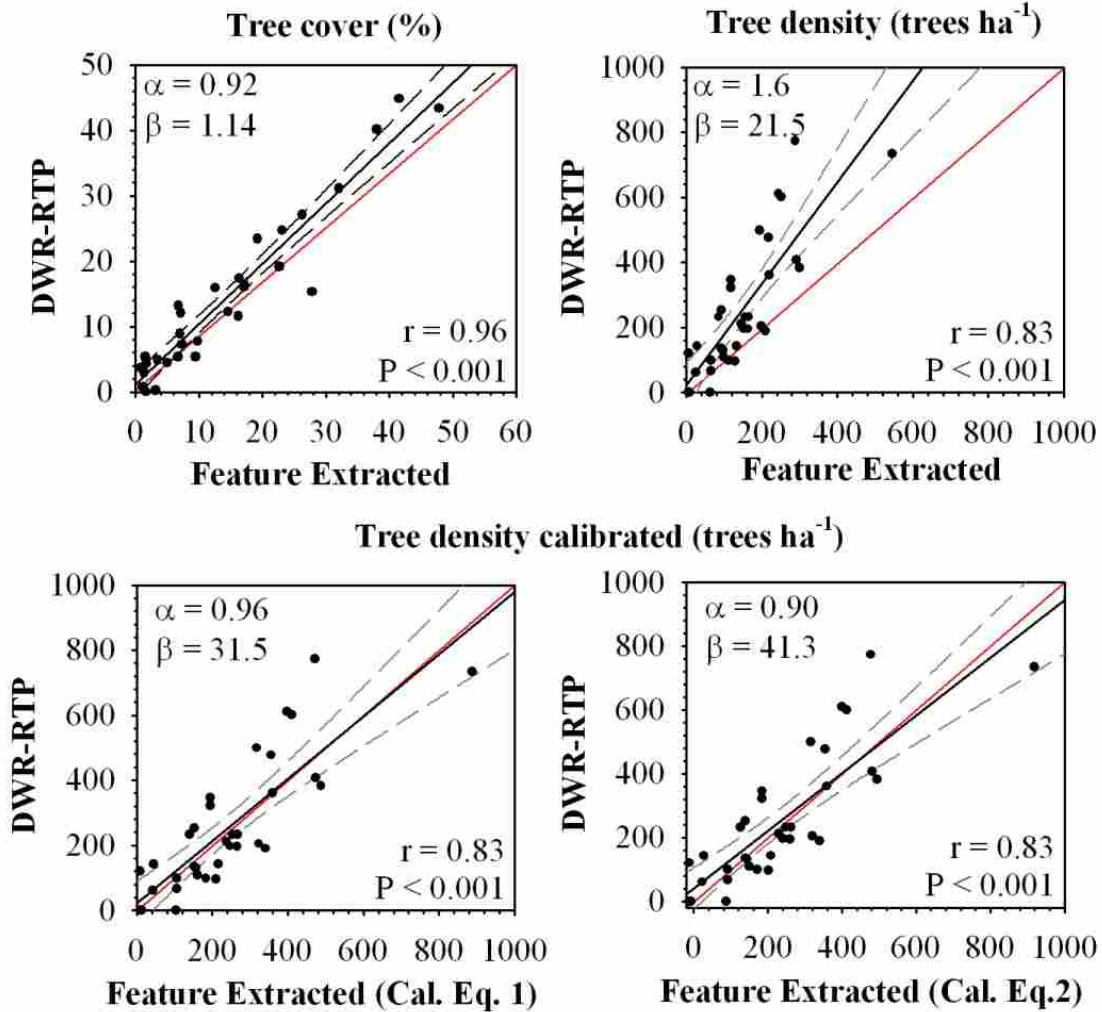 Tree cover (%)
Tree density (trees ha⁻¹)
50
40
30
20
10
0
DWR-RTP
α = 0.92
β = 1.14
r = 0.96
P < 0.001
0 10 20 30 40 50 60
Feature Extracted
1000
800
600
400
200
0
DWR-RTP
α = 1.6
β = 21.5
r = 0.83
P < 0.001
0 200 400 600 800 1000
Feature Extracted
Tree density calibrated (trees ha⁻¹)
1000
800
600
400
200
0
DWR-RTP
α = 0.96
β = 31.5
r = 0.83
P < 0.001
0 200 400 600 800 1000
Feature Extracted (Cal. Eq. 1)
1000
800
600
400
200
0
DWR-RTP
α = 0.90
β = 41.3
r = 0.83
P < 0.001
0 200 400 600 800 1000
Feature Extracted (Cal. Eq.2)